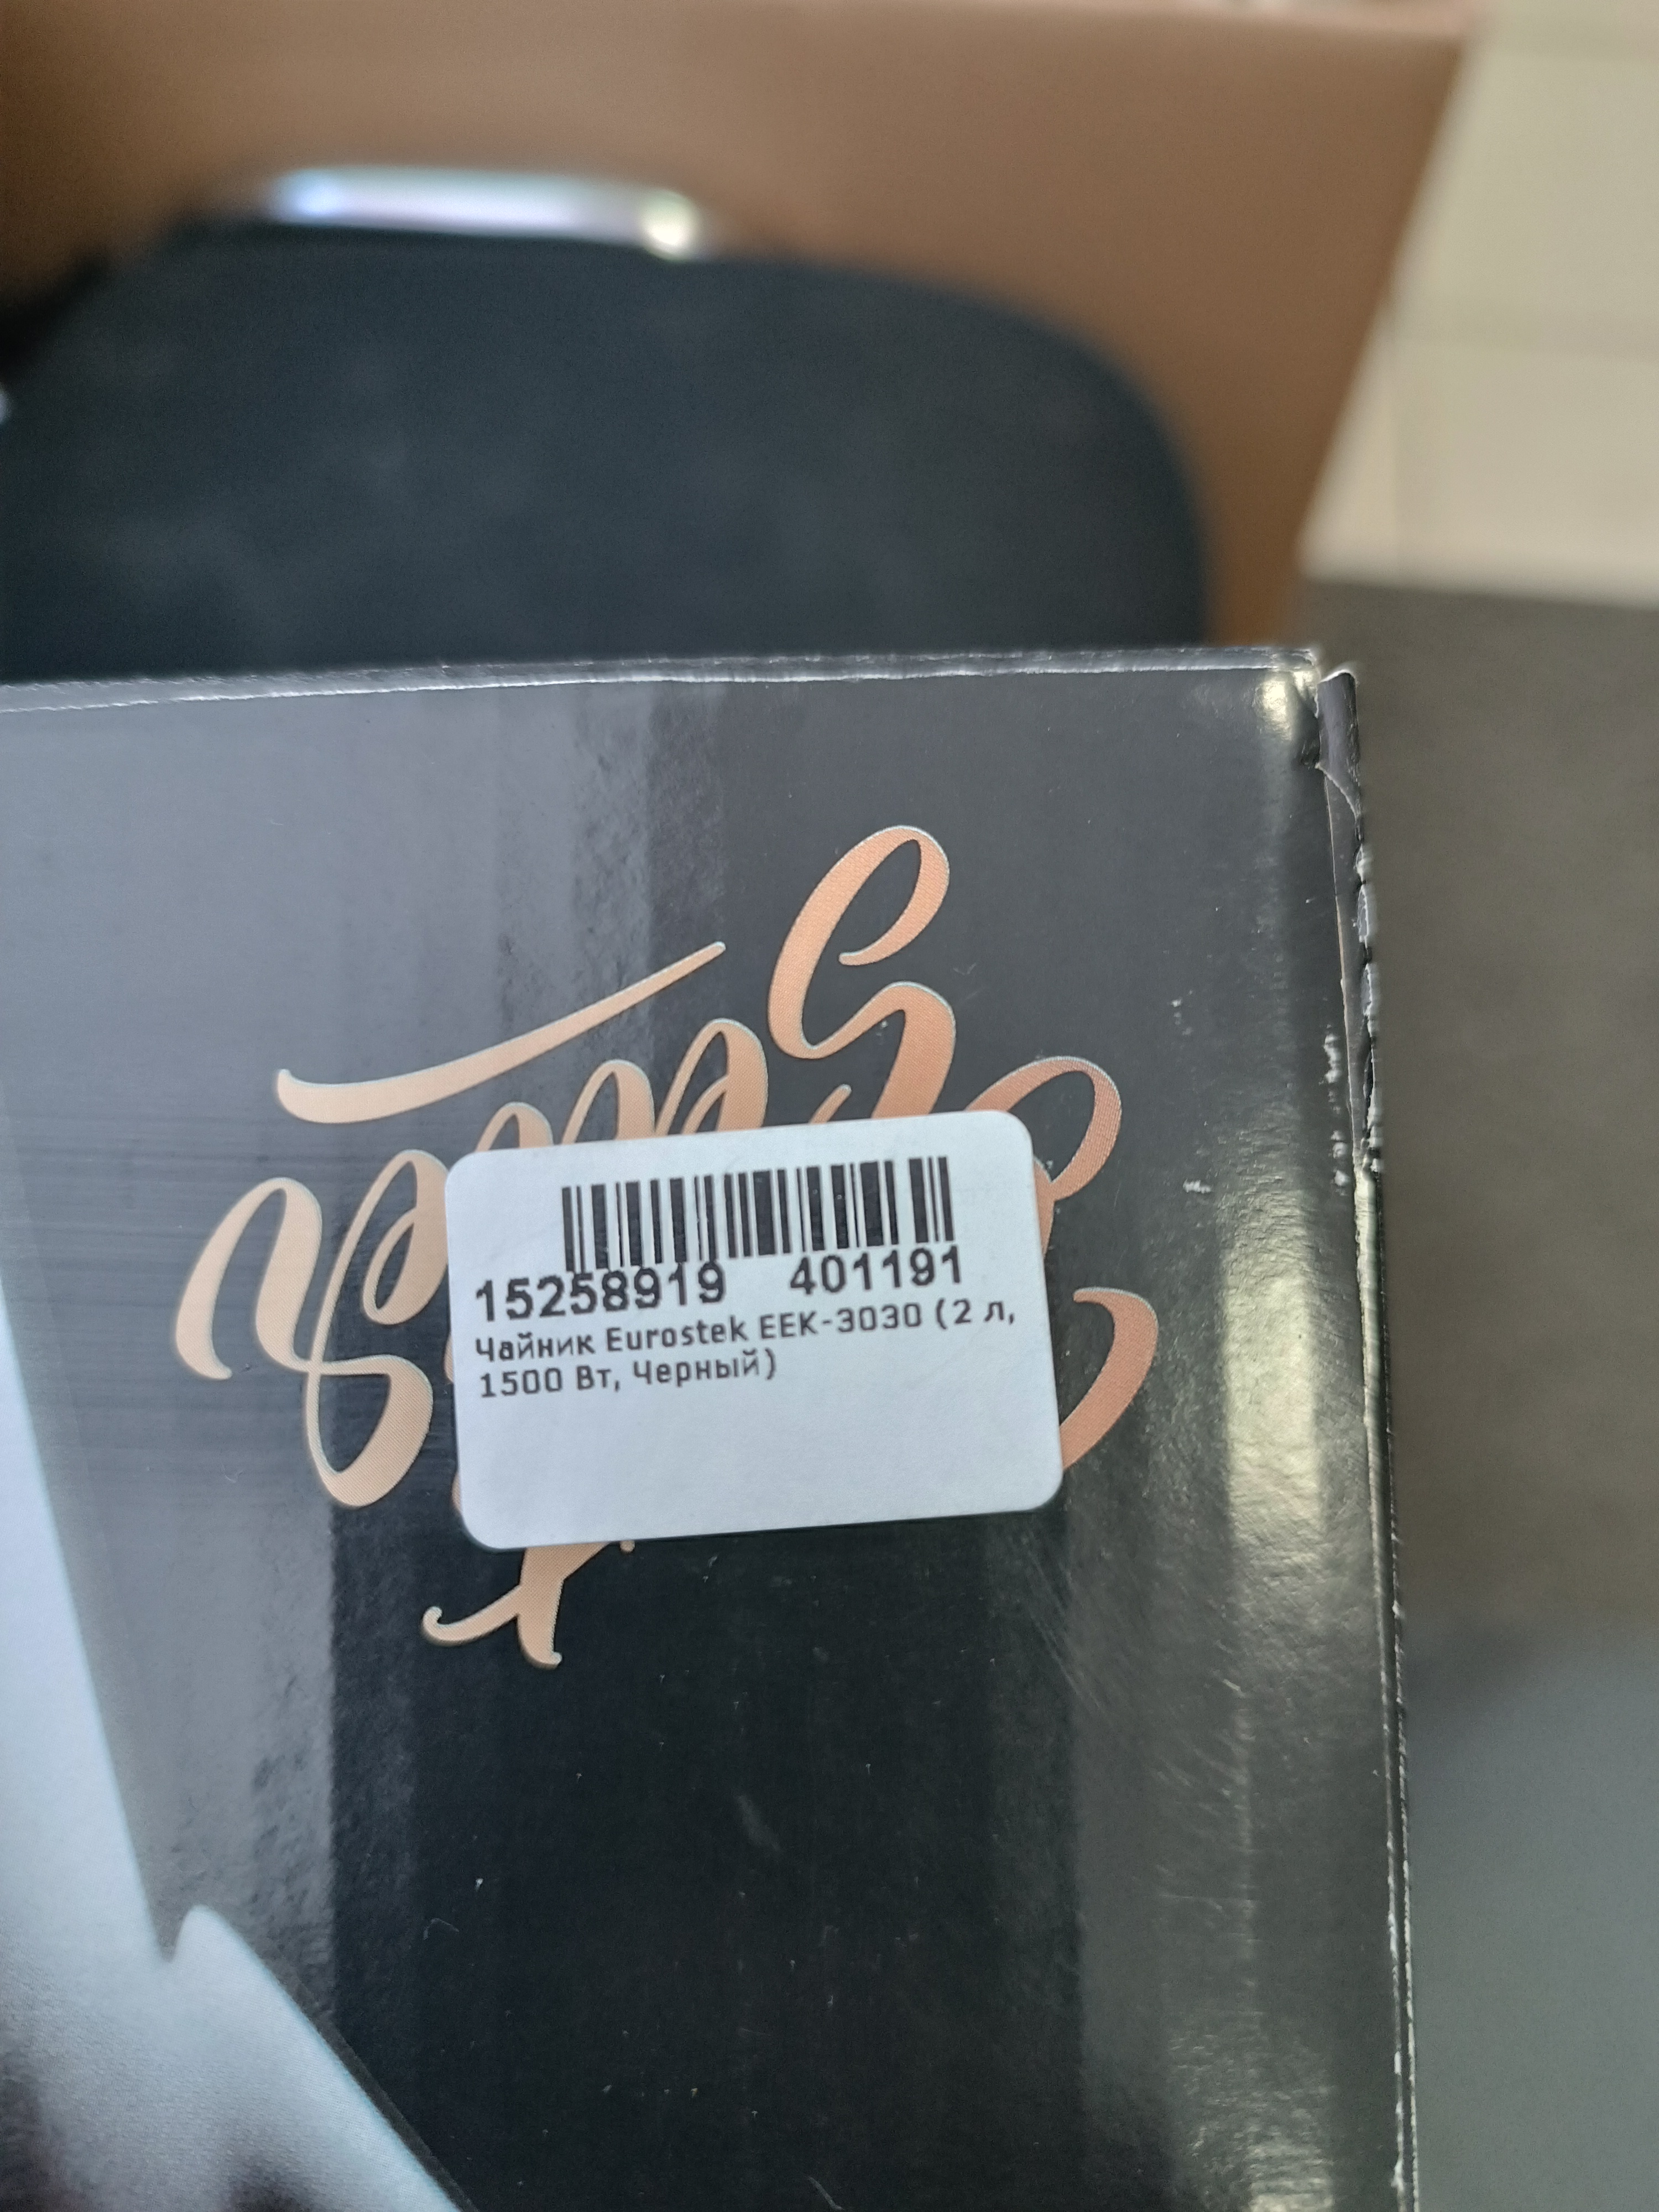 15258919 401191
Чайник Eurostek EEK-3030 (2 л,
1500 Вт, Черный)